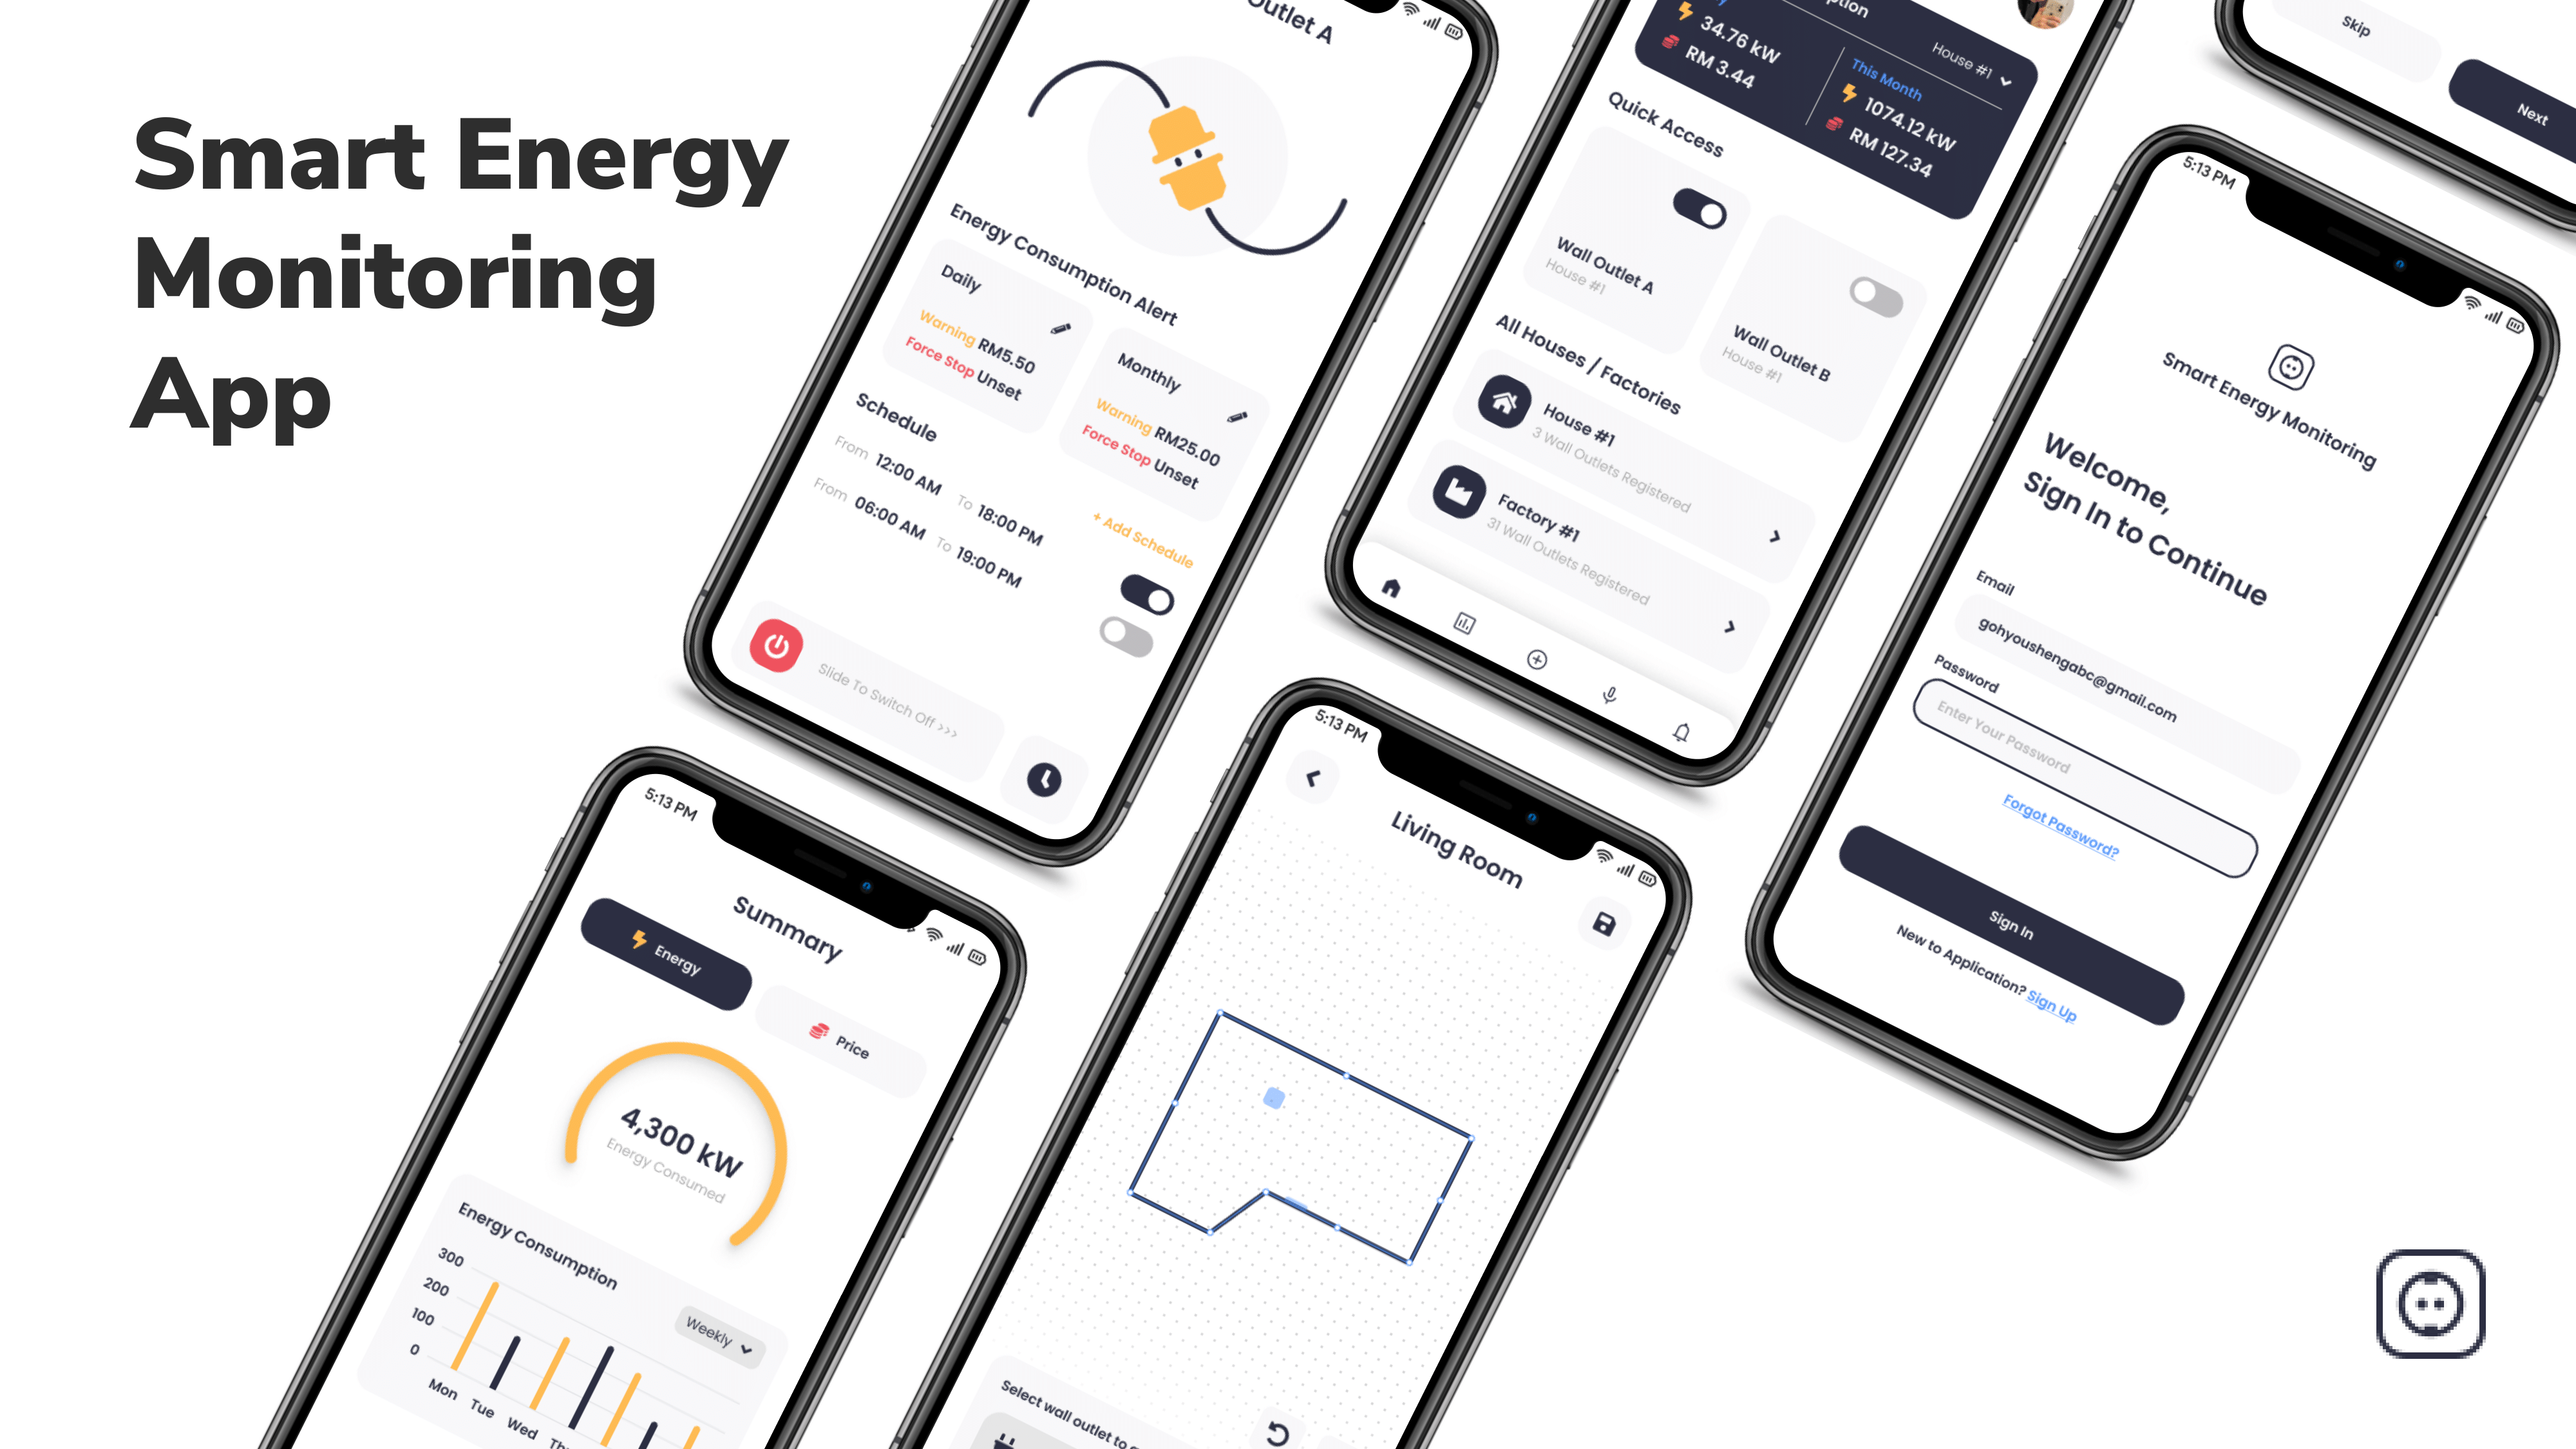 Smart Energy
Monitoring
App
Outlet A
Energy Consumption Alert
Daily
Warning RM5.50
Force Stop Unset
Monthly
Warning RM25.00
Force Stop Unset
Schedule
+ Add Schedule
From 12:00 AM To 18:00 PM
From 06:00 AM To 19:00 PM
Slide To Switch Off >>>
House #1
34.76 kW
RM 3.44
This Month
1074.12 kW
RM 127.34
Quick Access
Wall Outlet A
House #1
Wall Outlet B
House #1
All Houses / Factories
House #1
3 Wall Outlets Registered
Factory #1
31 Wall Outlets Registered
Skip
Next
5:13 PM
Smart Energy Monitoring
Welcome,
Sign In to Continue
Email
gohyoushengabc@gmail.com
Password
Enter Your Password
Forgot Password?
Sign In
New to Application? Sign Up
5:13 PM
Summary
Energy
Price
4,300 kW
Energy Consumed
Energy Consumption
Weekly
300
200
100
0
Mon Tue Wed
5:13 PM
Living Room
Select wall outlet to